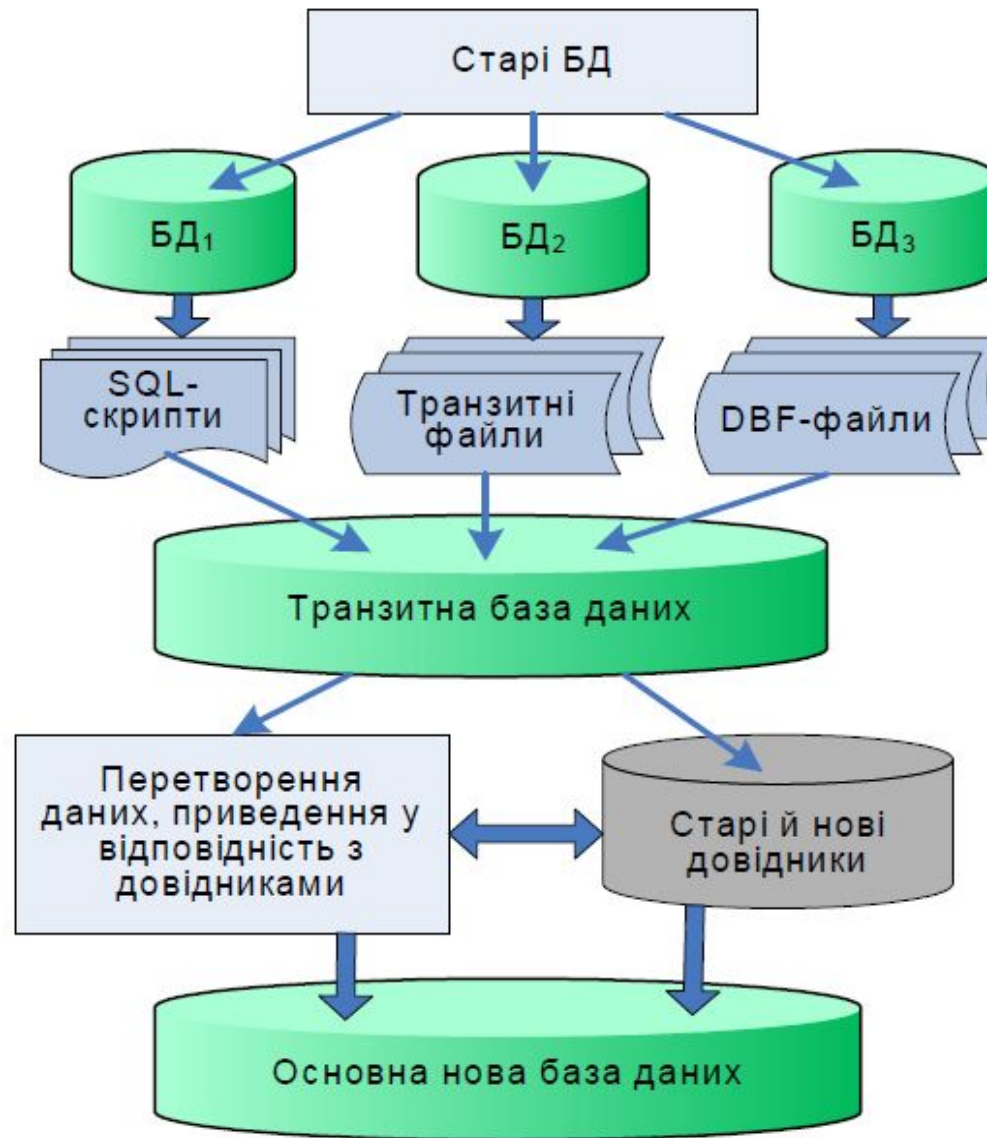 Старі БД
БД₁
БД₂
БД₃
SQL-
скрипти
Транзитні
файли
DBF-файли
Транзитна база даних
Перетворення
даних, приведення у
відповідність з
довідниками
Старі й нові
довідники
Основна нова база даних